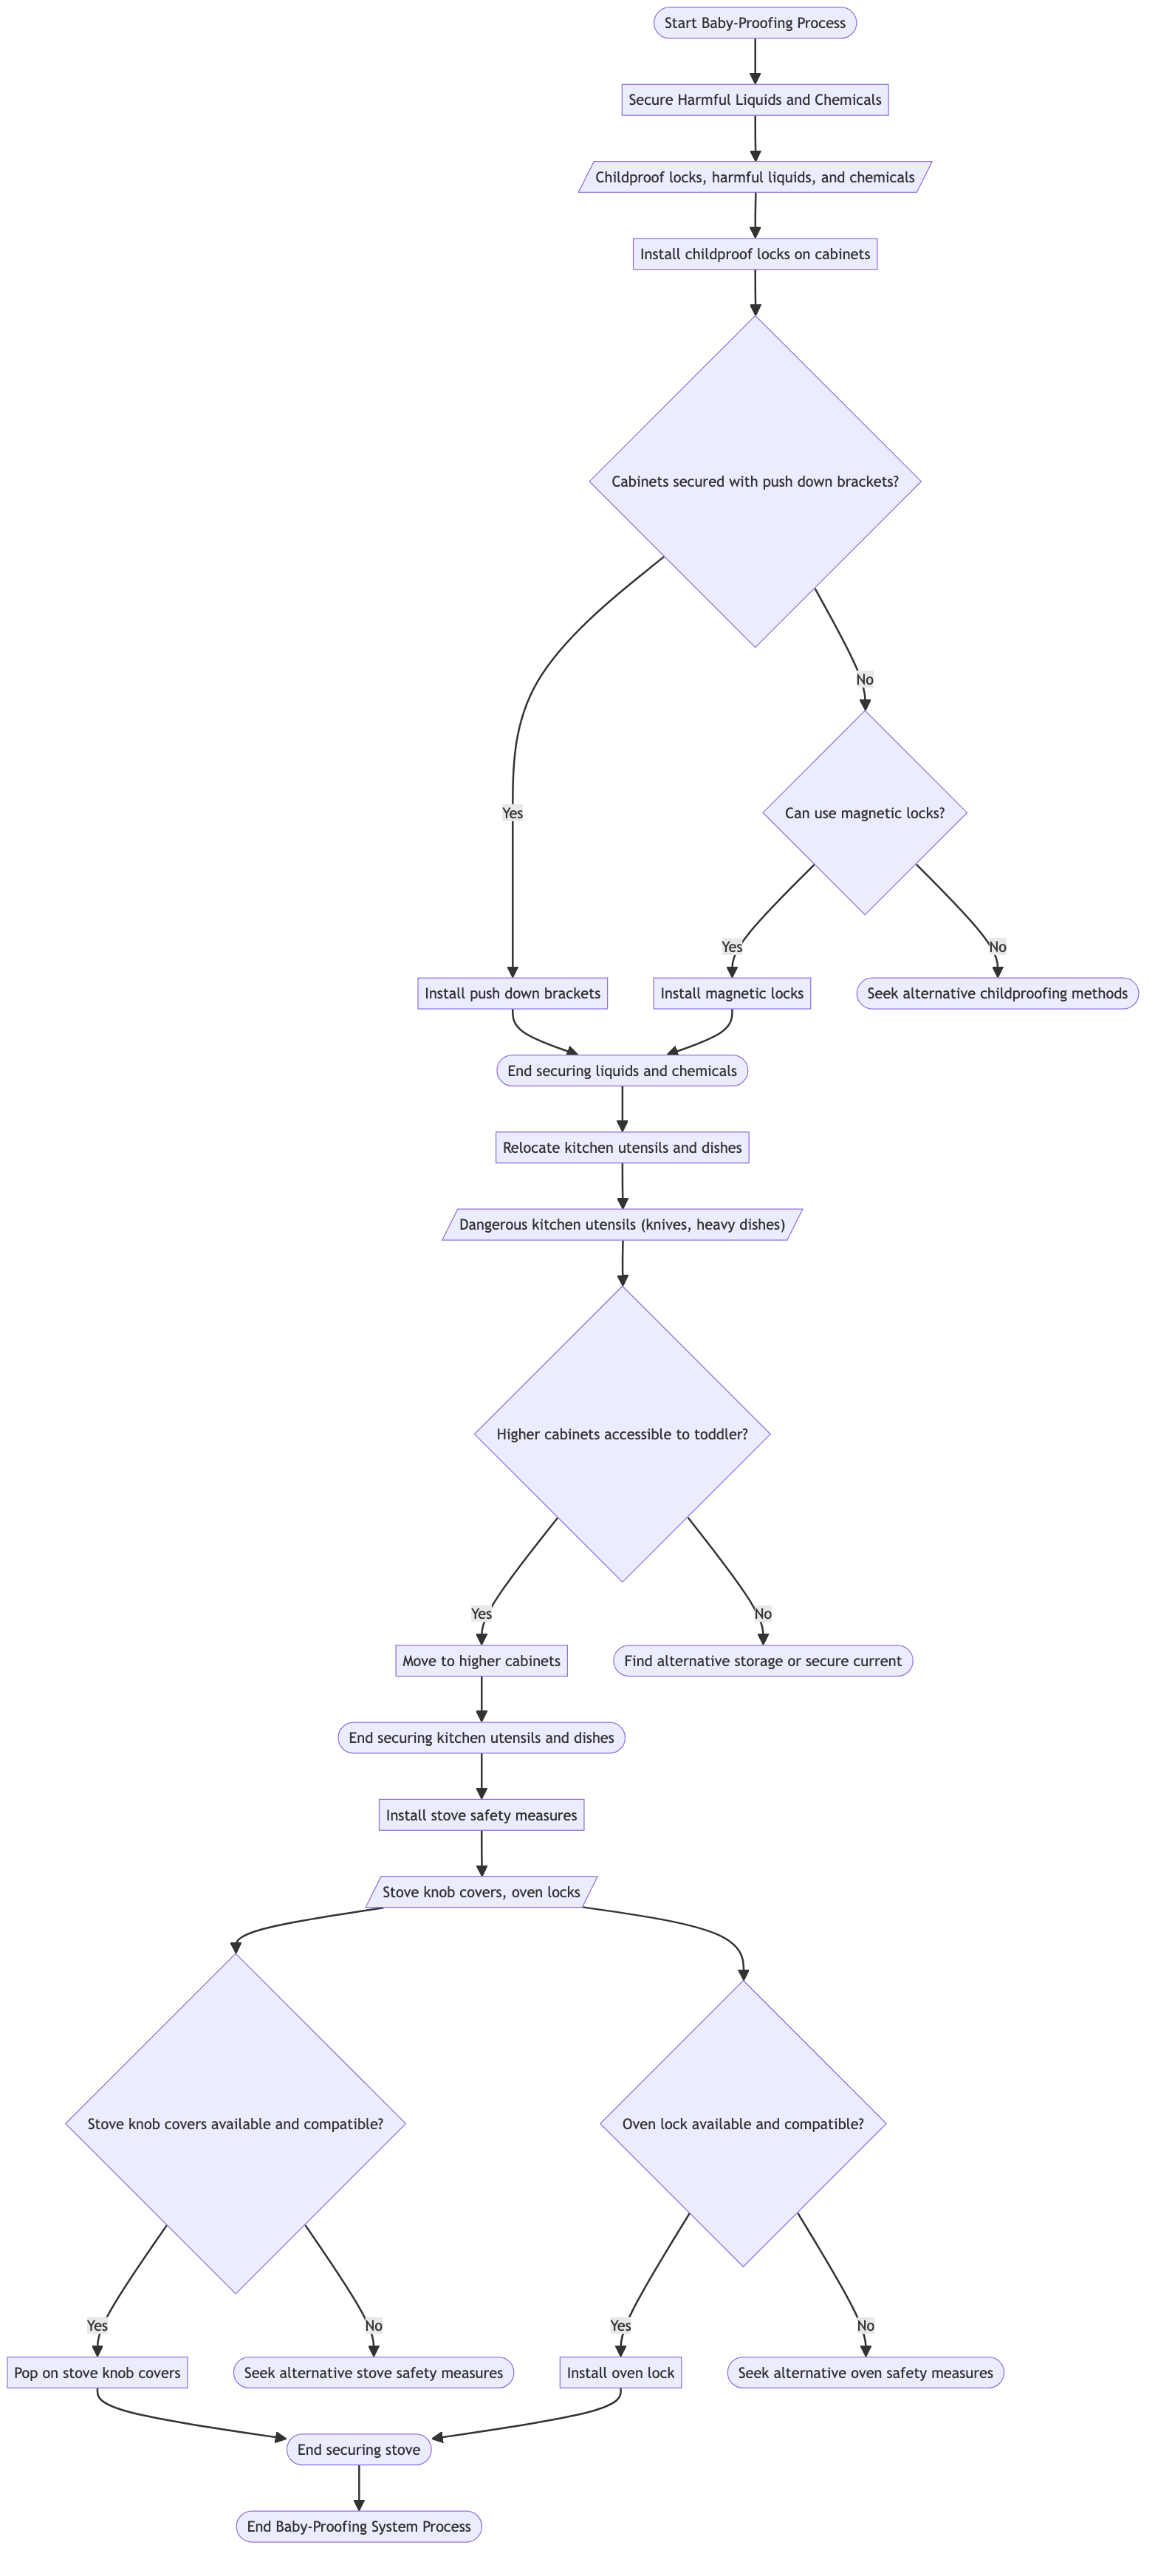 Start Baby-Proofing Process
Secure Harmful Liquids and Chemicals
Childproof locks, harmful liquids, and chemicals
Install childproof locks on cabinets
Cabinets secured with push down brackets?
No
Can use magnetic locks?
Yes
Yes
No
Install push down brackets
Install magnetic locks
Seek alternative childproofing methods
End securing liquids and chemicals
Relocate kitchen utensils and dishes
Dangerous kitchen utensils (knives, heavy dishes)
Higher cabinets accessible to toddler?
Yes
No
Move to higher cabinets
Find alternative storage or secure current
End securing kitchen utensils and dishes
Install stove safety measures
Stove knob covers, oven locks
Stove knob covers available and compatible?
Oven lock available and compatible?
Yes
No
Yes
No
Pop on stove knob covers
Seek alternative stove safety measures
Install oven lock
Seek alternative oven safety measures
End securing stove
End Baby-Proofing System Process